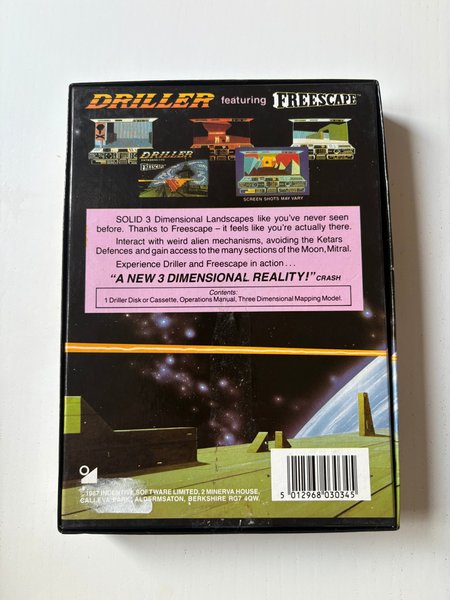 DRILLER featuring FREESCAPE™
DRILLER
FREESCAPE
SCREEN SHOTS MAY VARY
SOLID 3 Dimensional Landscapes like you've never seen
before. Thanks to Freescape – it feels like you're actually there.
Interact with weird alien mechanisms, avoiding the Ketars
Defences and gain access to the many sections of the Moon, Mitral.
Experience Driller and Freescape in action . . .
"A NEW 3 DIMENSIONAL REALITY!" CRASH
Contents:
1 Driller Disk or Cassette, Operations Manual, Three Dimensional Mapping Model.
©1987 INCENTIVE SOFTWARE LIMITED, 2 MINERVA HOUSE,
CALLEVA PARK, ALDERMASTON, BERKSHIRE RG7 4QW.
5 012968 030345